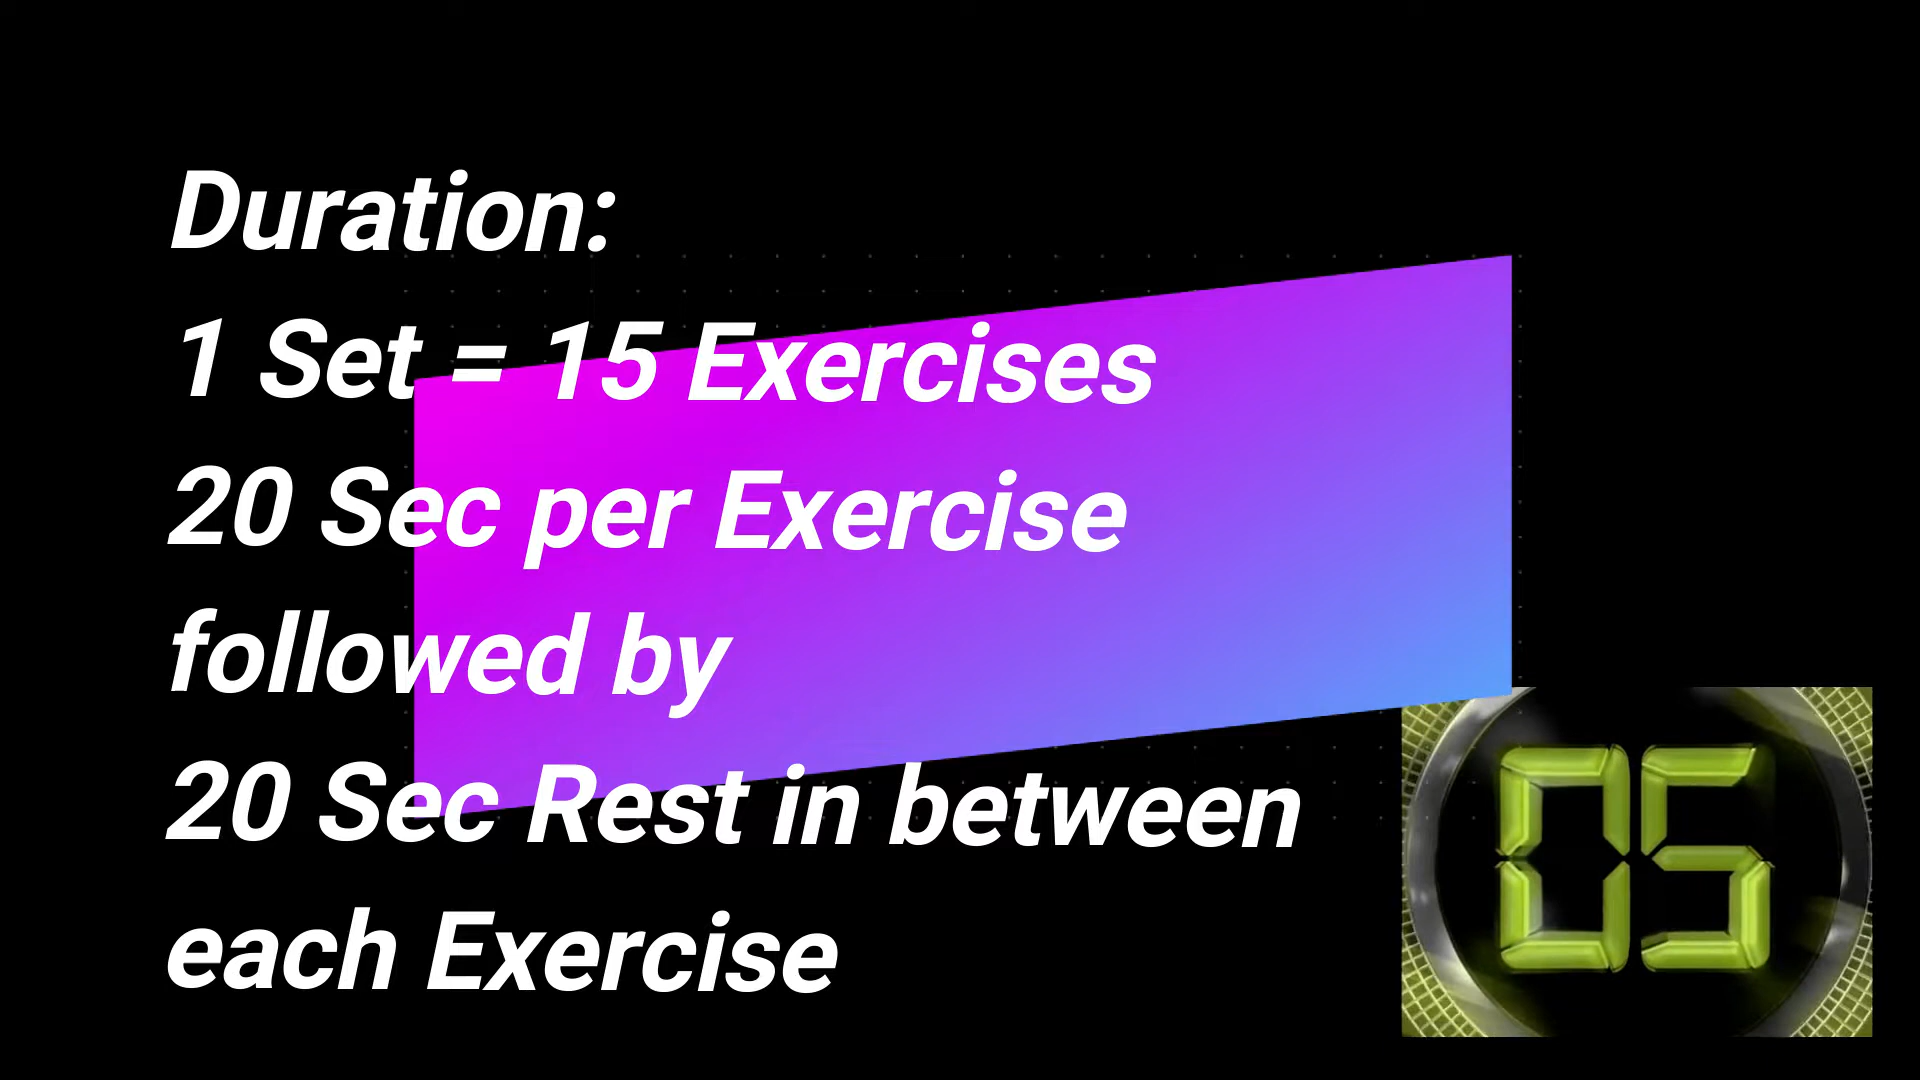 Duration:
1 Set = 15 Exercises
20 Sec per Exercise
followed by
20 Sec Rest in between
each Exercise
05